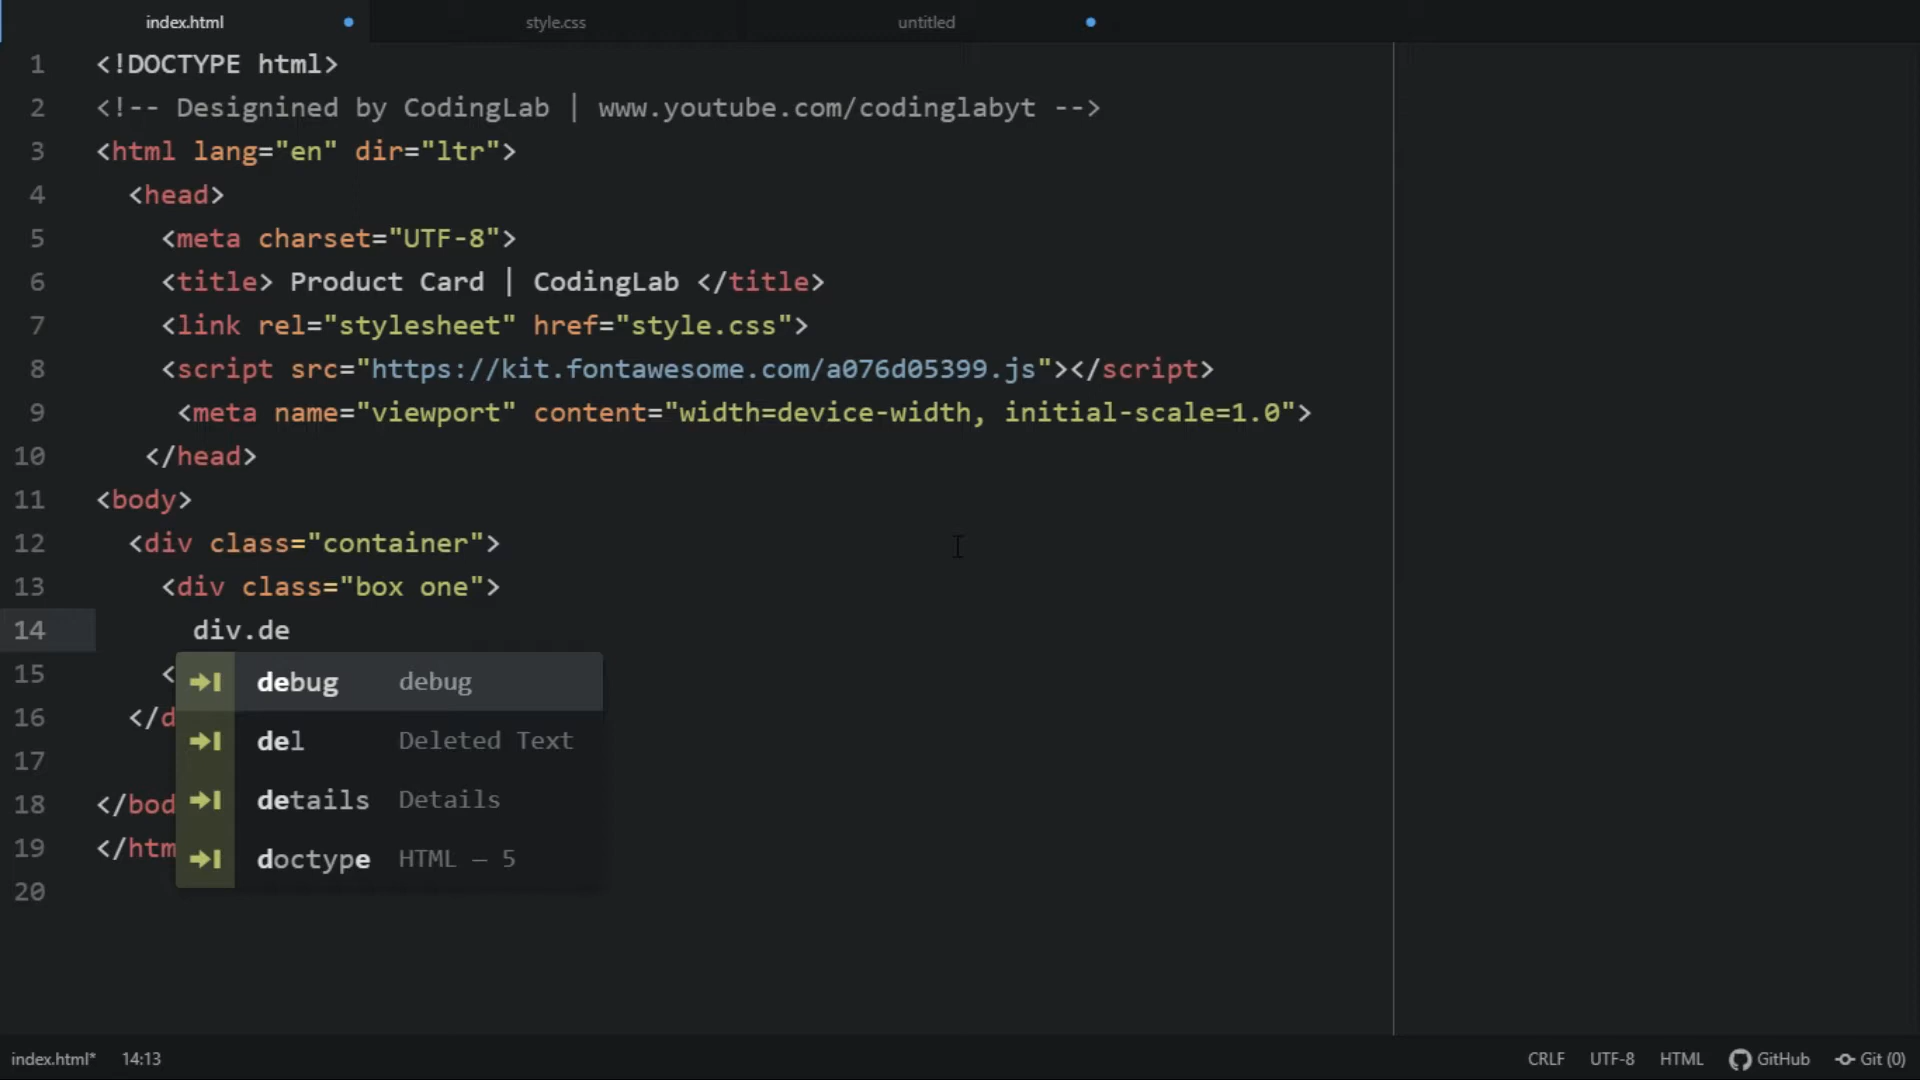 index.html style.css untitled
1 <!DOCTYPE html>
2 <!-- Designined by CodingLab | www.youtube.com/codinglabyt -->
3 <html lang="en" dir="ltr">
4 <head>
5 <meta charset="UTF-8">
6 <title> Product Card | CodingLab </title>
7 <link rel="stylesheet" href="style.css">
8 <script src="https://kit.fontawesome.com/a076d05399.js"></script>
9 <meta name="viewport" content="width=device-width, initial-scale=1.0">
10 </head>
11 <body>
12 <div class="container">
13 <div class="box one">
14 div.de
15 <
debug debug
16 </d
del Deleted Text
17
details Details
18 </bod
19 </htm
doctype HTML – 5
20
index.html* 14:13 CRLF UTF-8 HTML GitHub Git (0)